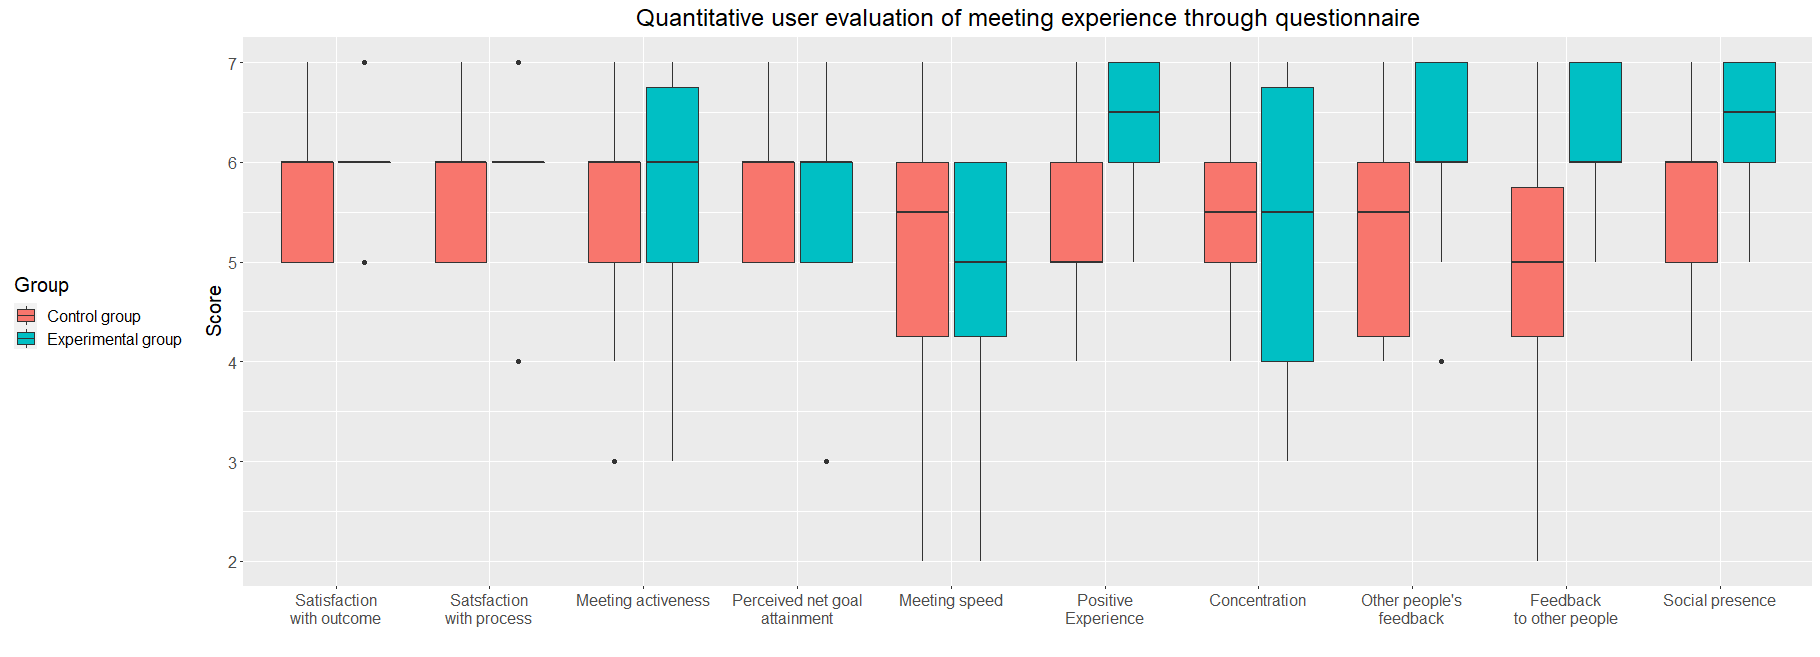 Quantitative user evaluation of meeting experience through questionnaire
7
6
5
4
3
2
Score
Group
Control group
Experimental group
Satisfaction
with outcome
Satsfaction
with process
Meeting activeness
Perceived net goal
attainment
Meeting speed
Positive
Experience
Concentration
Other people's
feedback
Feedback
to other people
Social presence